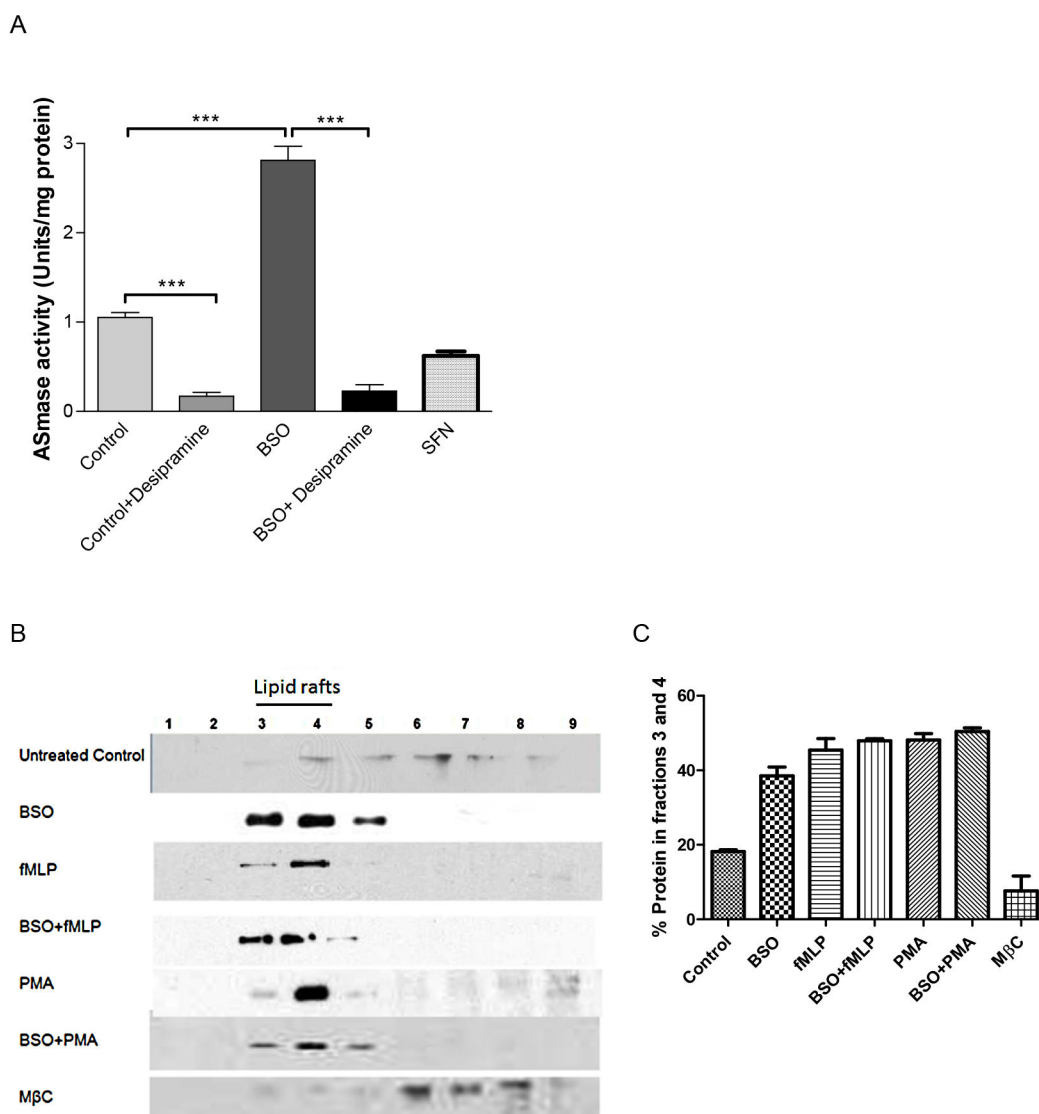 A
ASmase activity (Units/mg protein)
3
2
1
0
***
***
***
Control
Control+Desipramine
BSO
BSO+ Desipramine
SFN
B
Lipid rafts
1 2 3 4 5 6 7 8 9
Untreated Control
BSO
fMLP
BSO+fMLP
PMA
BSO+PMA
MβC
C
% Protein in fractions 3 and 4
60
40
20
0
Control
BSO
fMLP
BSO+fMLP
PMA
BSO+PMA
MβC